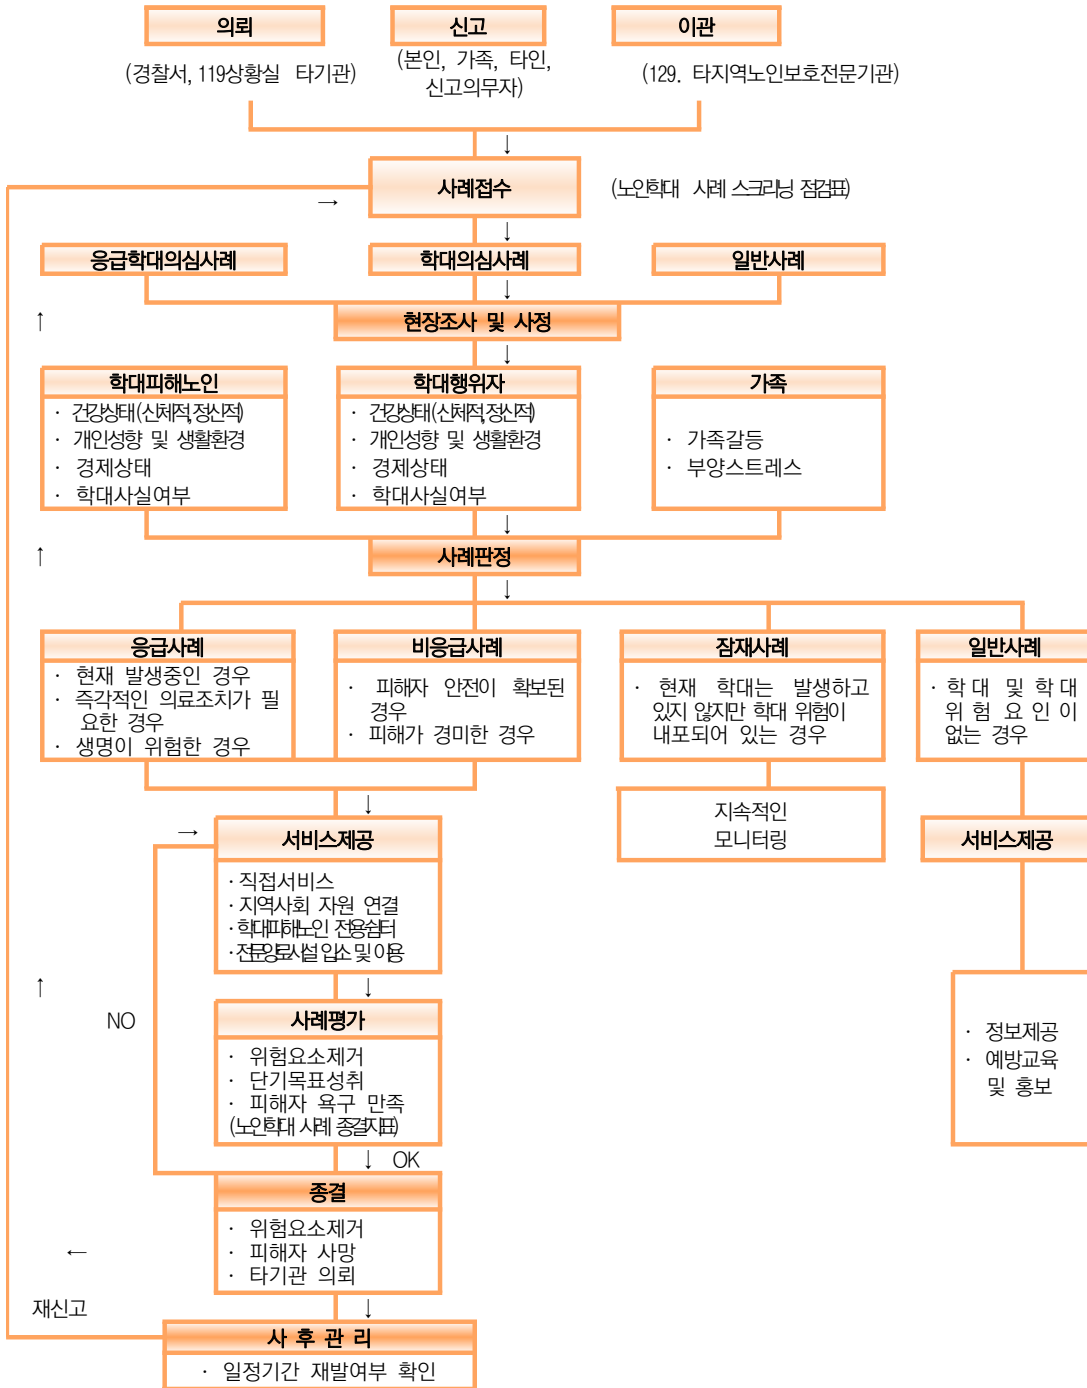 의뢰
신고
이관
(경찰서, 119상황실 타기관)
(본인, 가족, 타인,
신고의무자)
(129. 타지역노인보호전문기관)
↓
사례접수
→
(노인학대 사례 스크리닝 점검표)
↓
응급학대의심사례
학대의심사례
일반사례
↓
↑
현장조사 및 사정
↓
학대피해노인
· 건강상태(신체적,정신적)
· 개인성향 및 생활환경
· 경제상태
· 학대사실여부
학대행위자
· 건강상태(신체적,정신적)
· 개인성향 및 생활환경
· 경제상태
· 학대사실여부
가족
· 가족갈등
· 부양스트레스
↓
↑
사례판정
↓
응급사례
· 현재 발생중인 경우
· 즉각적인 의료조치가 필
요한 경우
· 생명이 위험한 경우
비응급사례
· 피해자 안전이 확보된
경우
· 피해가 경미한 경우
잠재사례
· 현재 학대는 발생하고
있지 않지만 학대 위험이
내포되어 있는 경우
일반사례
· 학대 및 학대
위험요인이
없는 경우
↓
→
서비스제공
· 직접서비스
· 지역사회 자원 연결
· 학대피해노인 전용쉼터
· 전문양로시설 입소 및 이용
지속적인
모니터링
서비스제공
↓
↑
NO
사례평가
· 위험요소제거
· 단기목표성취
· 피해자 욕구 만족
(노인학대 사례 종결지표)
· 정보제공
· 예방교육
및 홍보
↓ OK
종결
· 위험요소제거
· 피해자 사망
· 타기관 의뢰
←
재신고
↓
사 후 관 리
· 일정기간 재발여부 확인